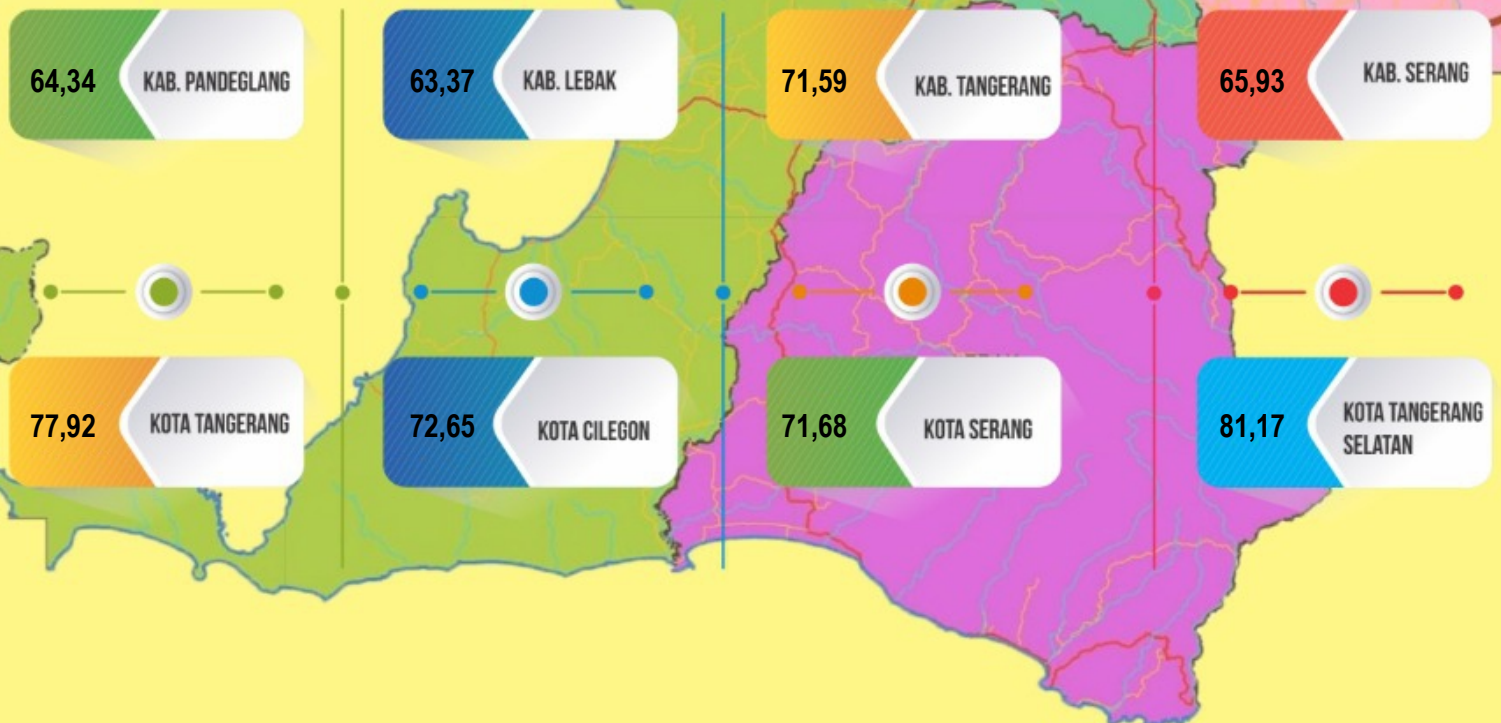 64,34
KAB. PANDEGLANG
63,37
KAB. LEBAK
71,59
KAB. TANGERANG
65,93
KAB. SERANG
77,92
KOTA TANGERANG
72,65
KOTA CILEGON
71,68
KOTA SERANG
81,17
KOTA TANGERANG
SELATAN